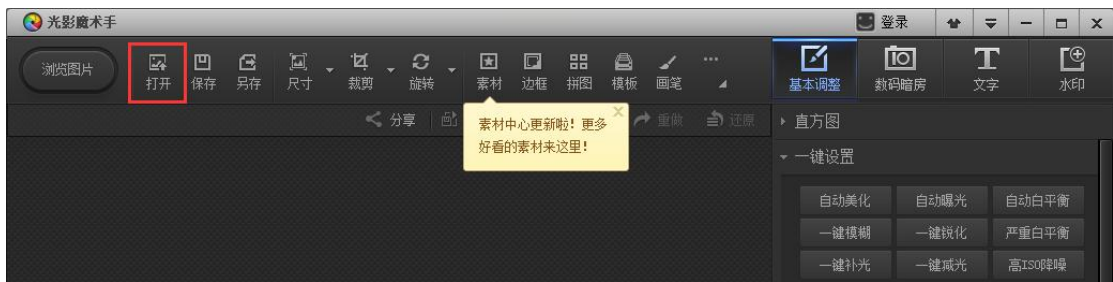 光影魔术手
登录
浏览图片
打开
保存
另存
尺寸
裁剪
旋转
素材
边框
拼图
模板
画笔
基本调整
数码暗房
文字
水印
分享
重做
还原
素材中心更新啦！更多
好看的素材来这里！
直方图
一键设置
自动美化 自动曝光 自动白平衡
一键模糊 一键锐化 严重白平衡
一键补光 一键减光 高ISO降噪